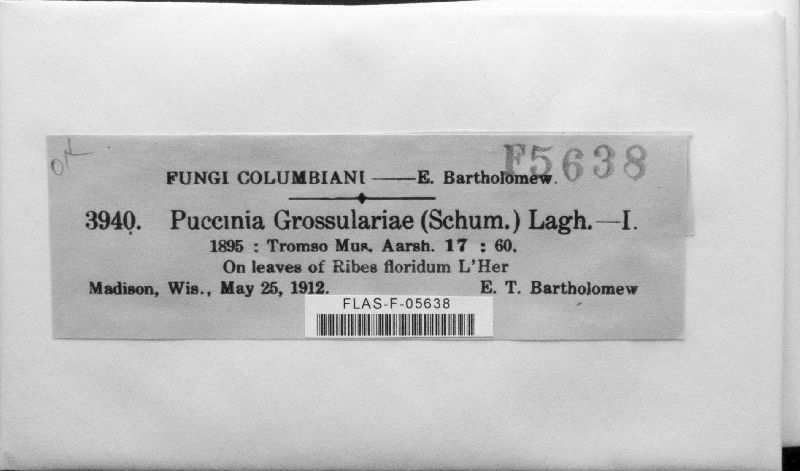 OK
F5638
FUNGI COLUMBIANI —— E. Bartholomew.
3940. Puccinia Grossulariae (Schum.) Lagh.—I.
1895 : Tromso Mus. Aarsh. 17 : 60.
On leaves of Ribes floridum L'Her
Madison, Wis., May 25, 1912. E. T. Bartholomew
FLAS-F-05638